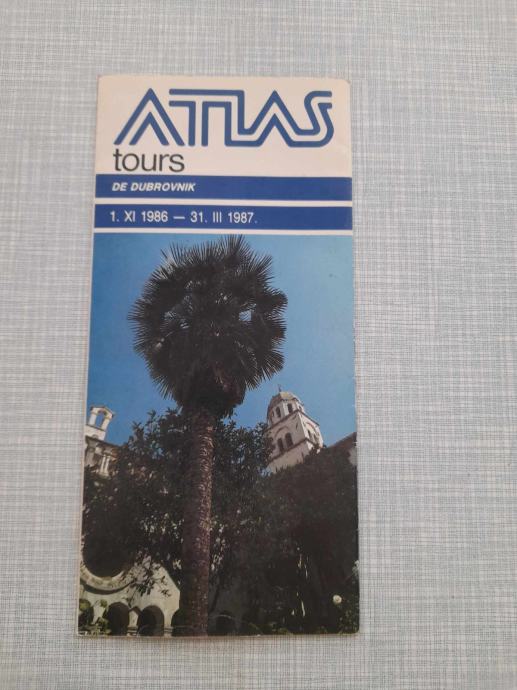 ATLAS
tours
DE DUBROVNIK
1. XI 1986 — 31. III 1987.